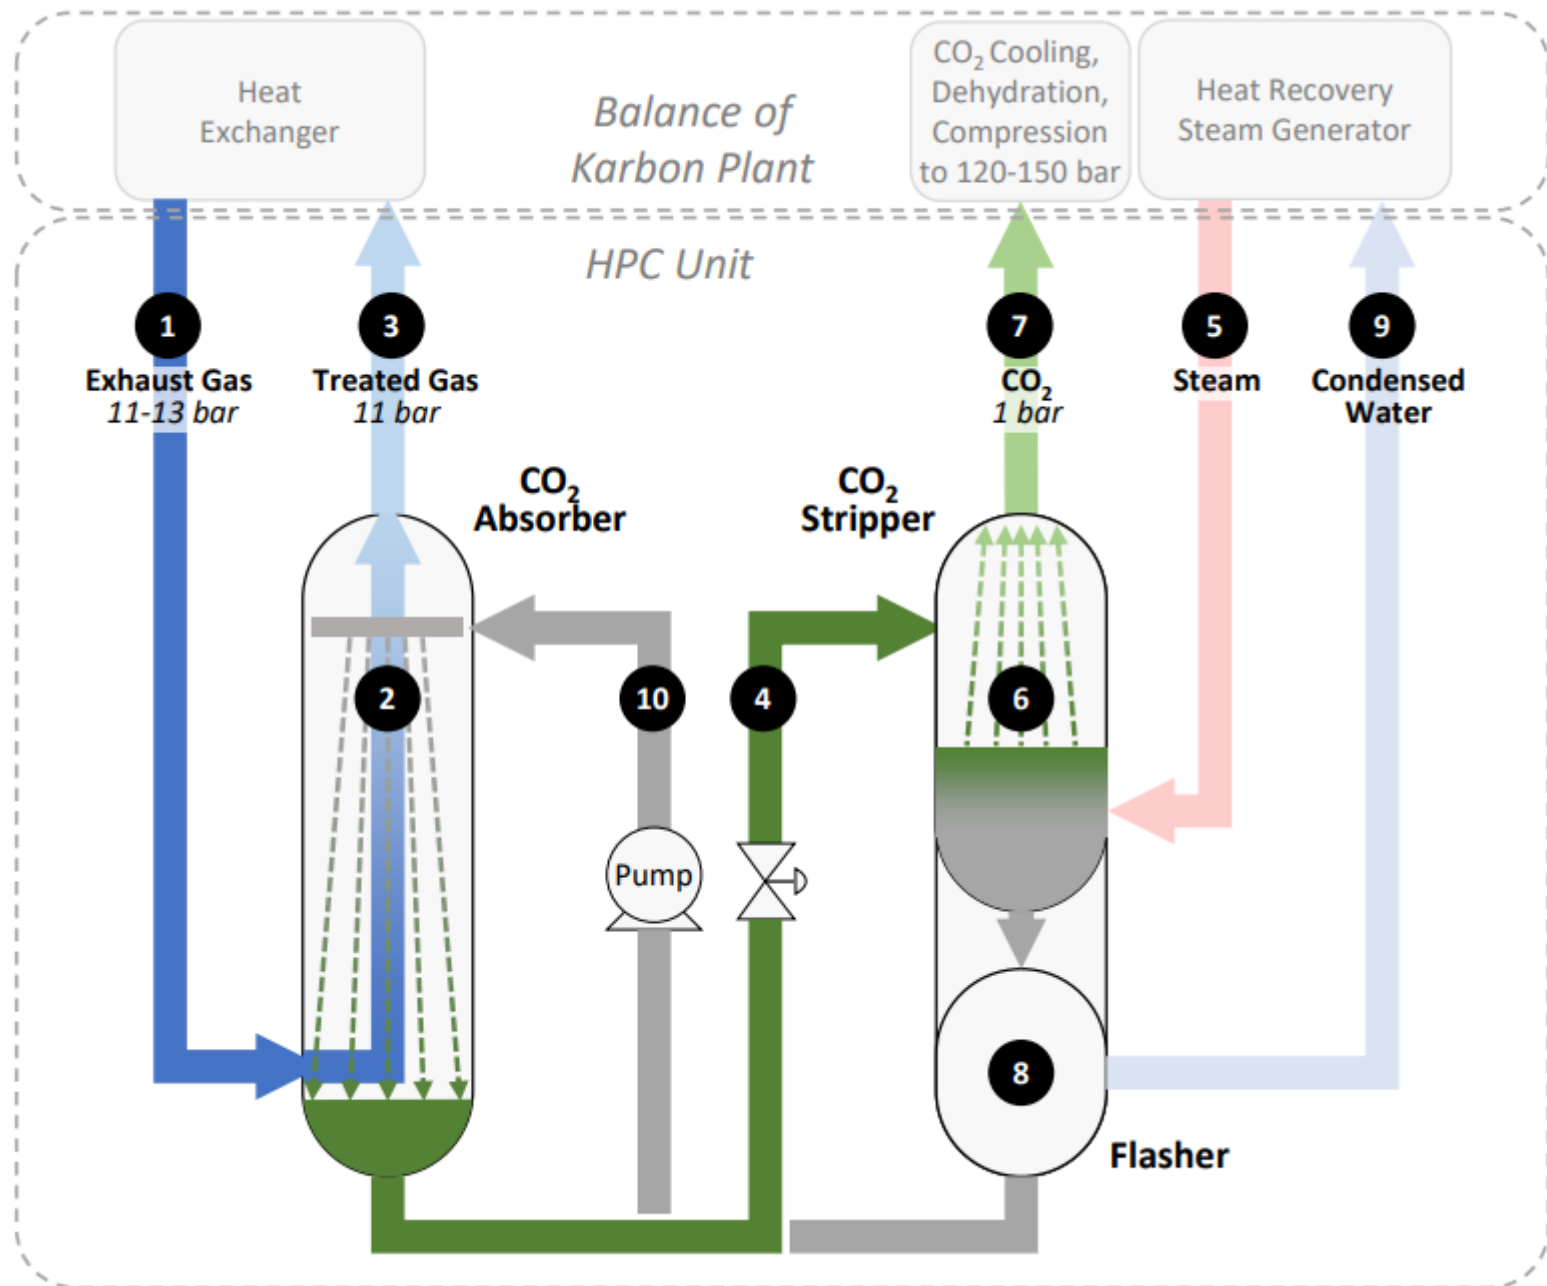 Heat
Exchanger
Balance of
Karbon Plant
CO₂ Cooling,
Dehydration,
Compression
to 120-150 bar
Heat Recovery
Steam Generator
HPC Unit
1
Exhaust Gas
11-13 bar
3
Treated Gas
11 bar
7
CO₂
1 bar
5
Steam
9
Condensed
Water
CO₂
Absorber
CO₂
Stripper
2
10
4
6
Pump
8
Flasher